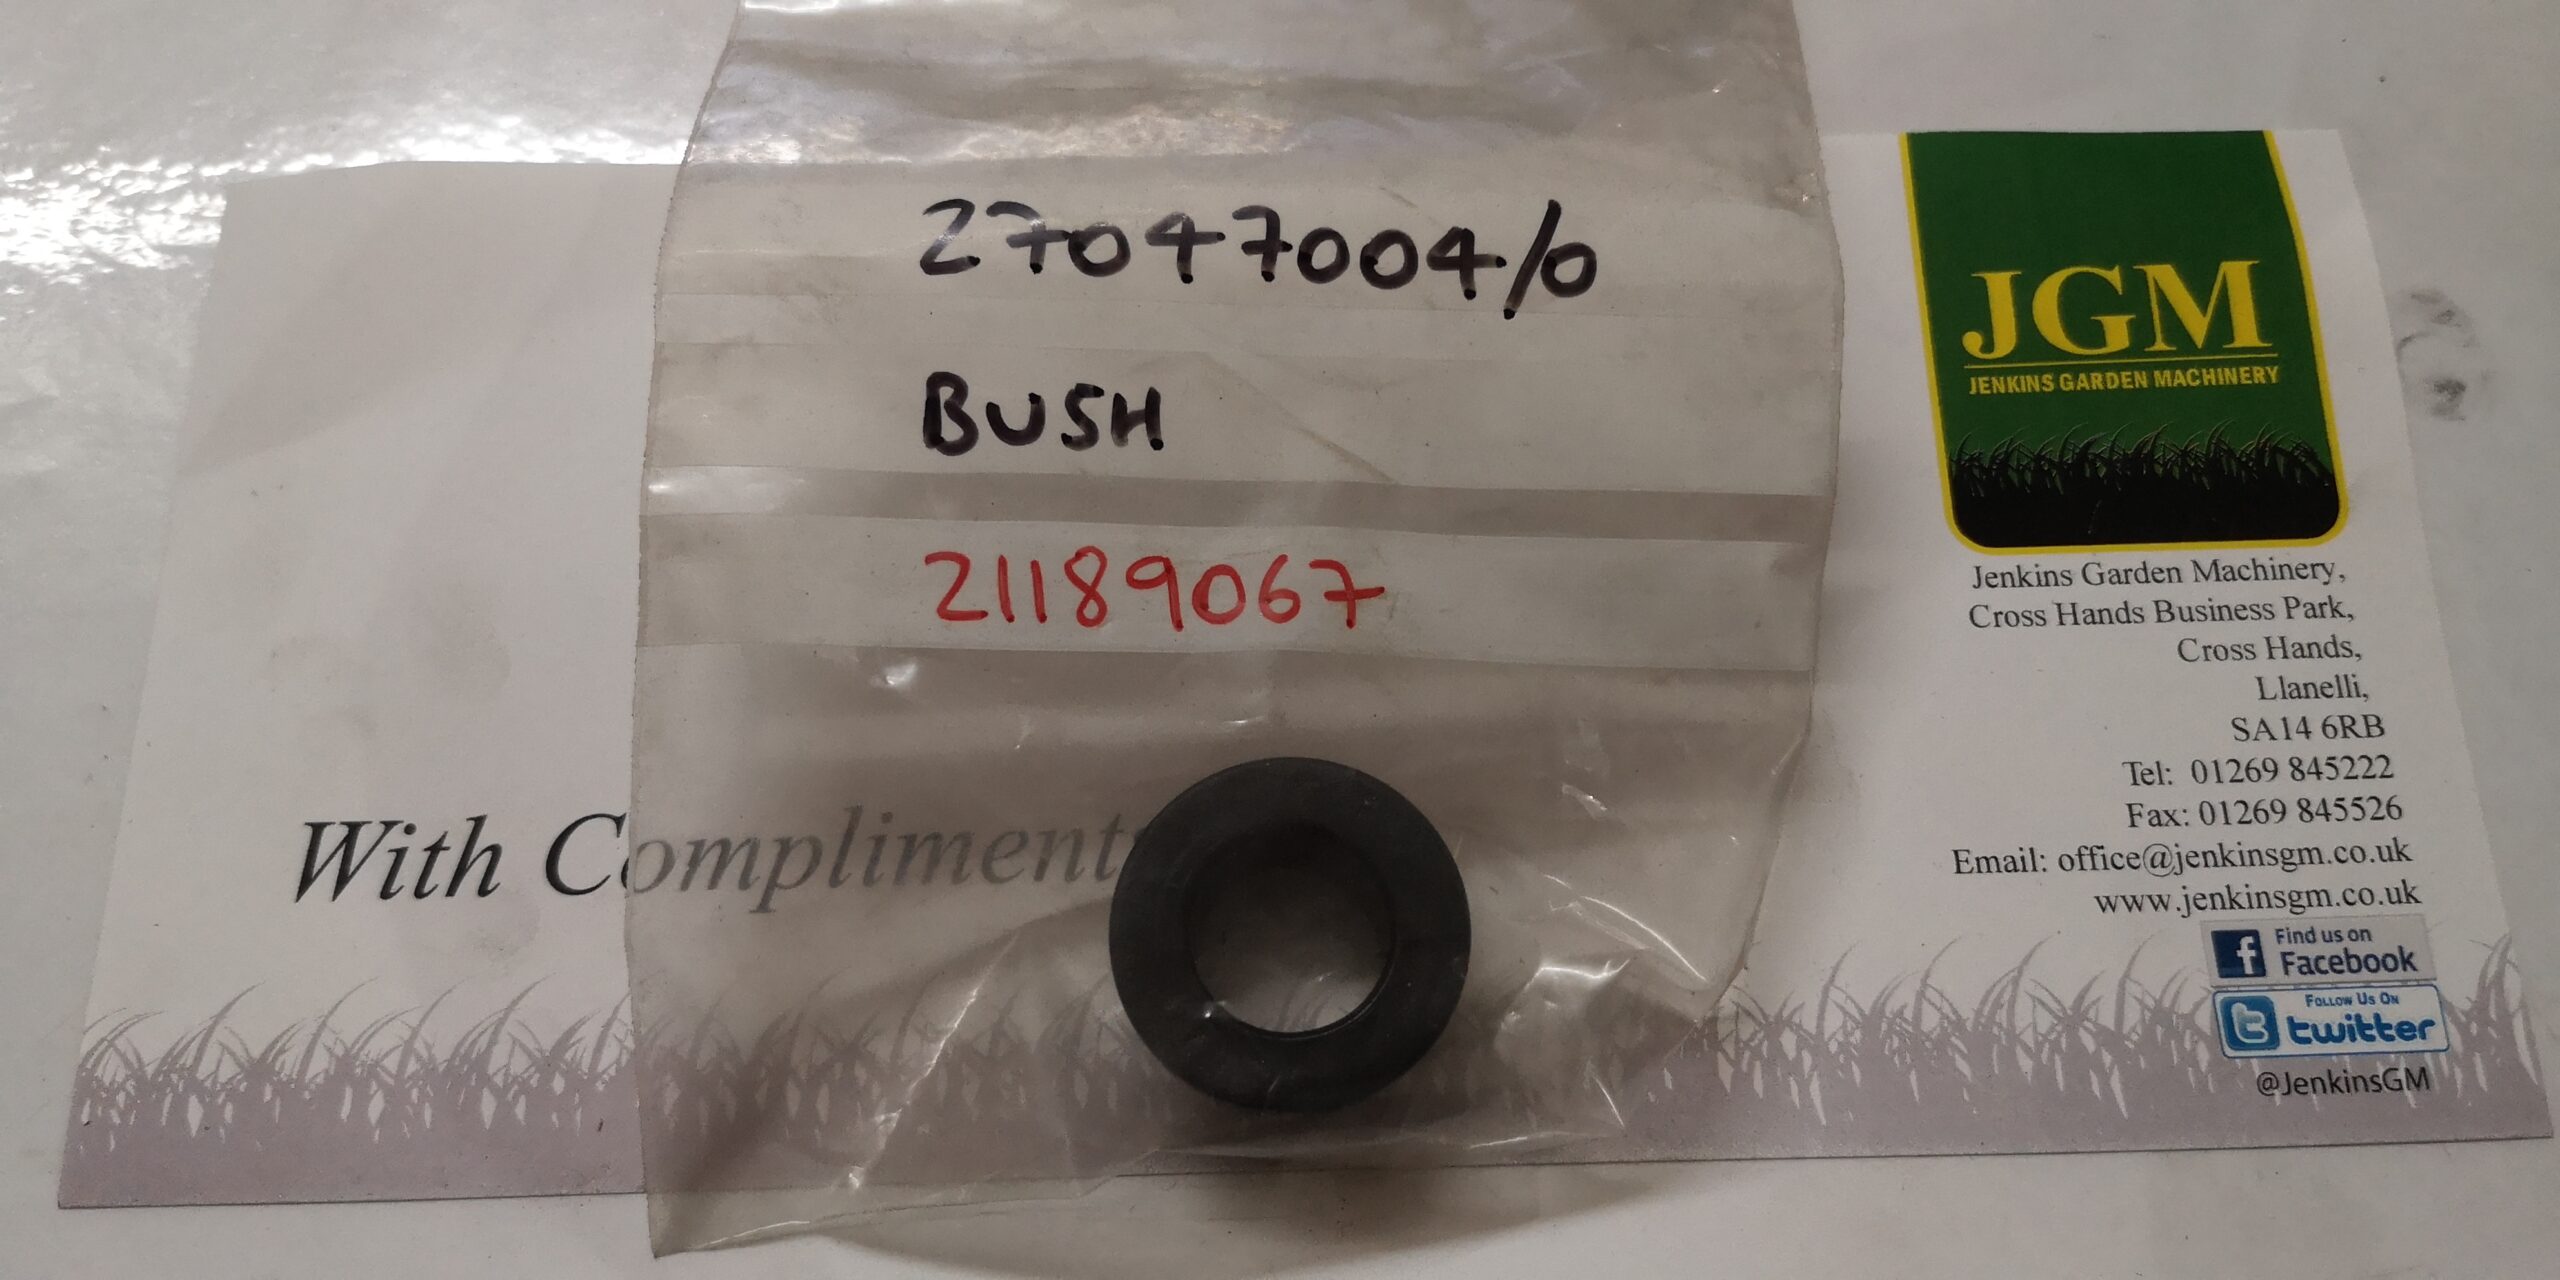 27047004/0
BUSH
21189067
With Compliment
JGM
JENKINS GARDEN MACHINERY
Jenkins Garden Machinery,
Cross Hands Business Park,
Cross Hands,
Llanelli,
SA14 6RB
Tel: 01269 845222
Fax: 01269 845526
Email: office@jenkinsgm.co.uk
www.jenkinsgm.co.uk
f Find us on
Facebook
Follow Us On
t twitter
@JenkinsGM